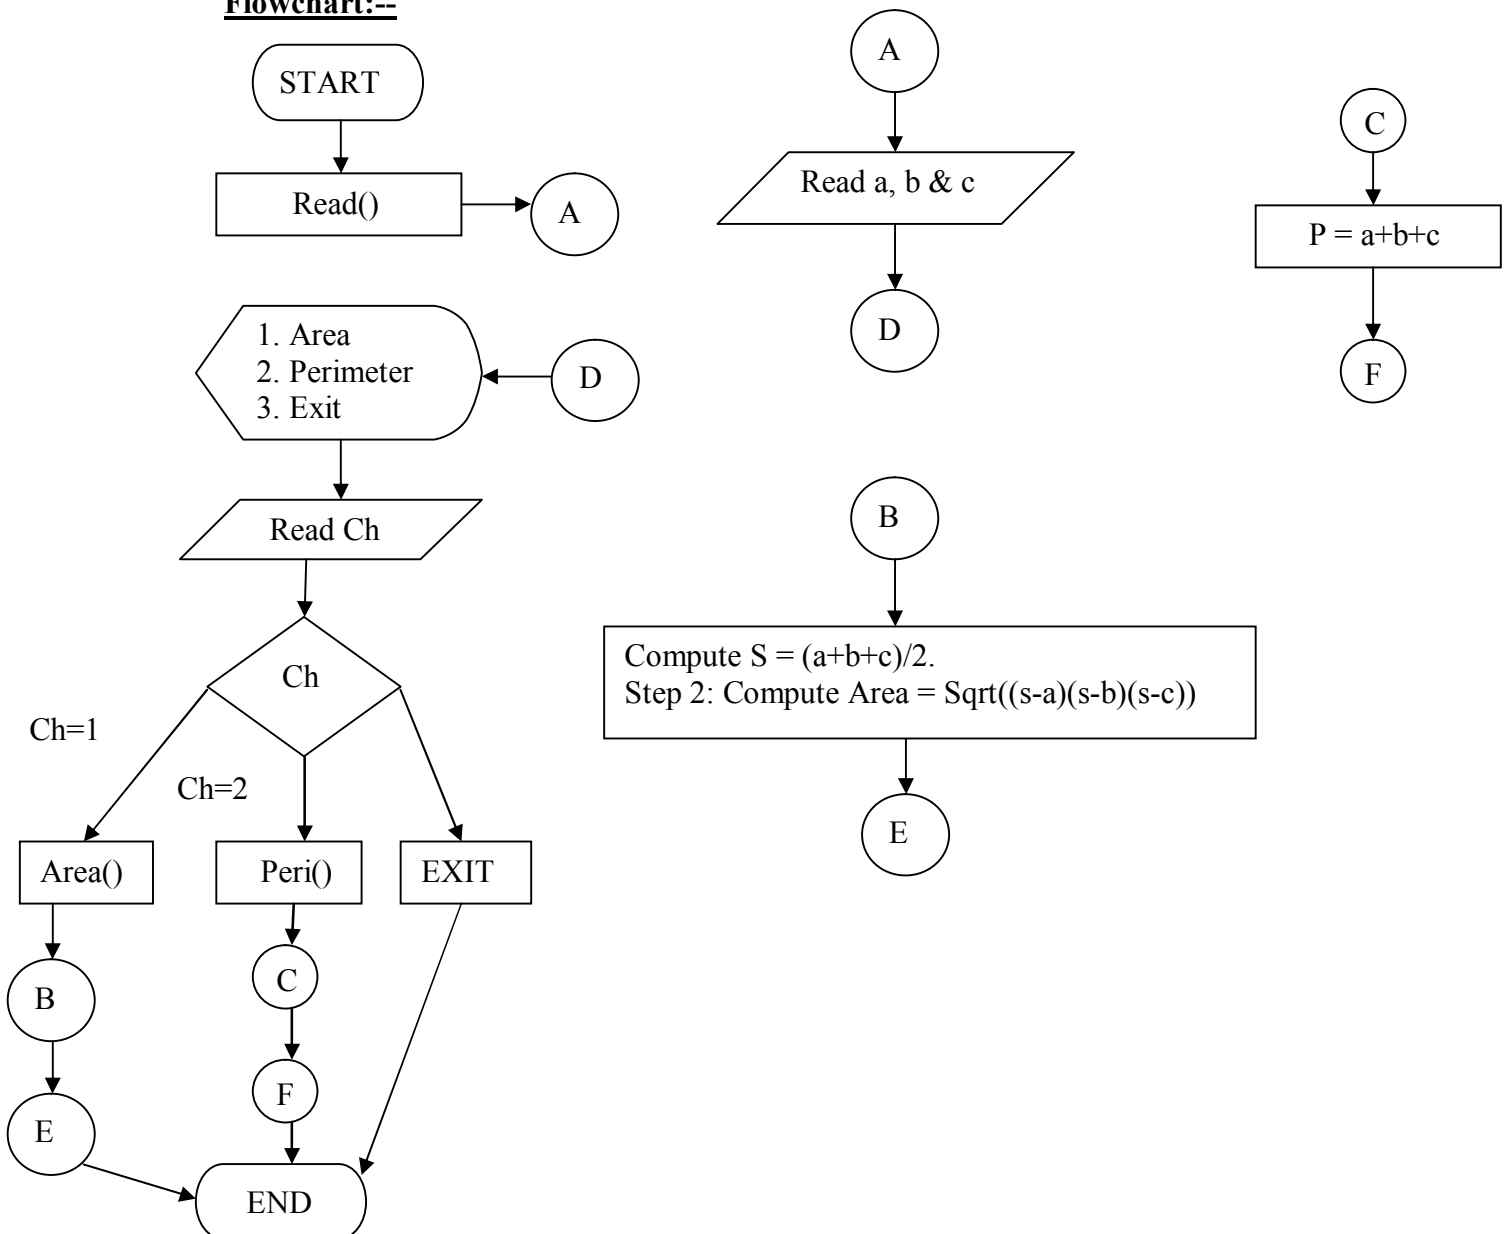 Flowchart:--
START
Read()
A
1. Area
2. Perimeter
3. Exit
D
Read Ch
Ch
Ch=1
Ch=2
Area()
Peri()
EXIT
B
C
E
F
END
A
Read a, b & c
D
B
Compute S = (a+b+c)/2.
Step 2: Compute Area = Sqrt((s-a)(s-b)(s-c))
E
C
P = a+b+c
F